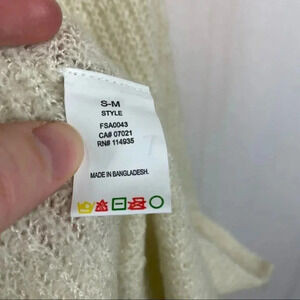 S-M
STYLE
FSA0043
CA# 07021
RN# 114935
MADE IN BANGLADESH.